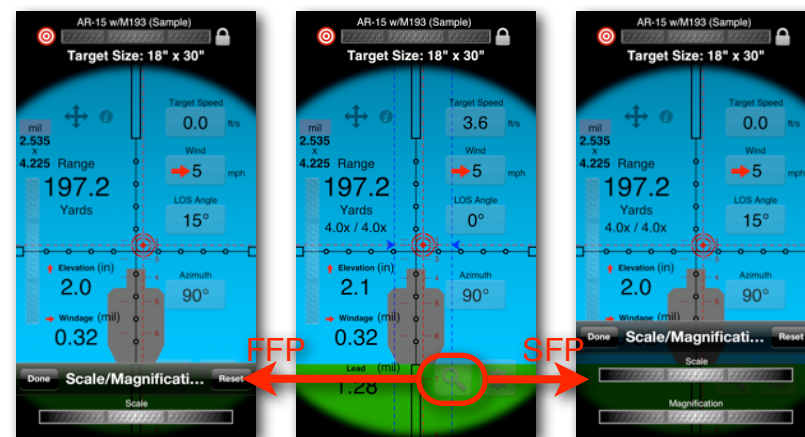 AR-15 w/M193 (Sample)
Target Size: 18" x 30"
Target Speed
0.0 ft/s
mil
2.535
x
4.225
Range
197.2
Yards
Wind
5 mph
LOS Angle
15°
Elevation (in)
2.0
Azimuth
90°
Windage (mil)
0.32
Done Scale/Magnificati... Reset
Scale
AR-15 w/M193 (Sample)
Target Size: 18" x 30"
Target Speed
3.6 ft/s
mil
2.535
x
4.225
Range
197.2
Yards
4.0x / 4.0x
Wind
5 mph
LOS Angle
0°
Elevation (in)
2.1
Azimuth
90°
Windage (mil)
0.32
Lead (mil)
1.28
FFP
SFP
AR-15 w/M193 (Sample)
Target Size: 18" x 30"
Target Speed
0.0 ft/s
mil
2.535
x
4.225
Range
197.2
Yards
4.0x / 4.0x
Wind
5 mph
LOS Angle
15°
Elevation (in)
2.0
Azimuth
90°
Windage (mil)
Done Scale/Magnificati... Reset
Scale
Magnification